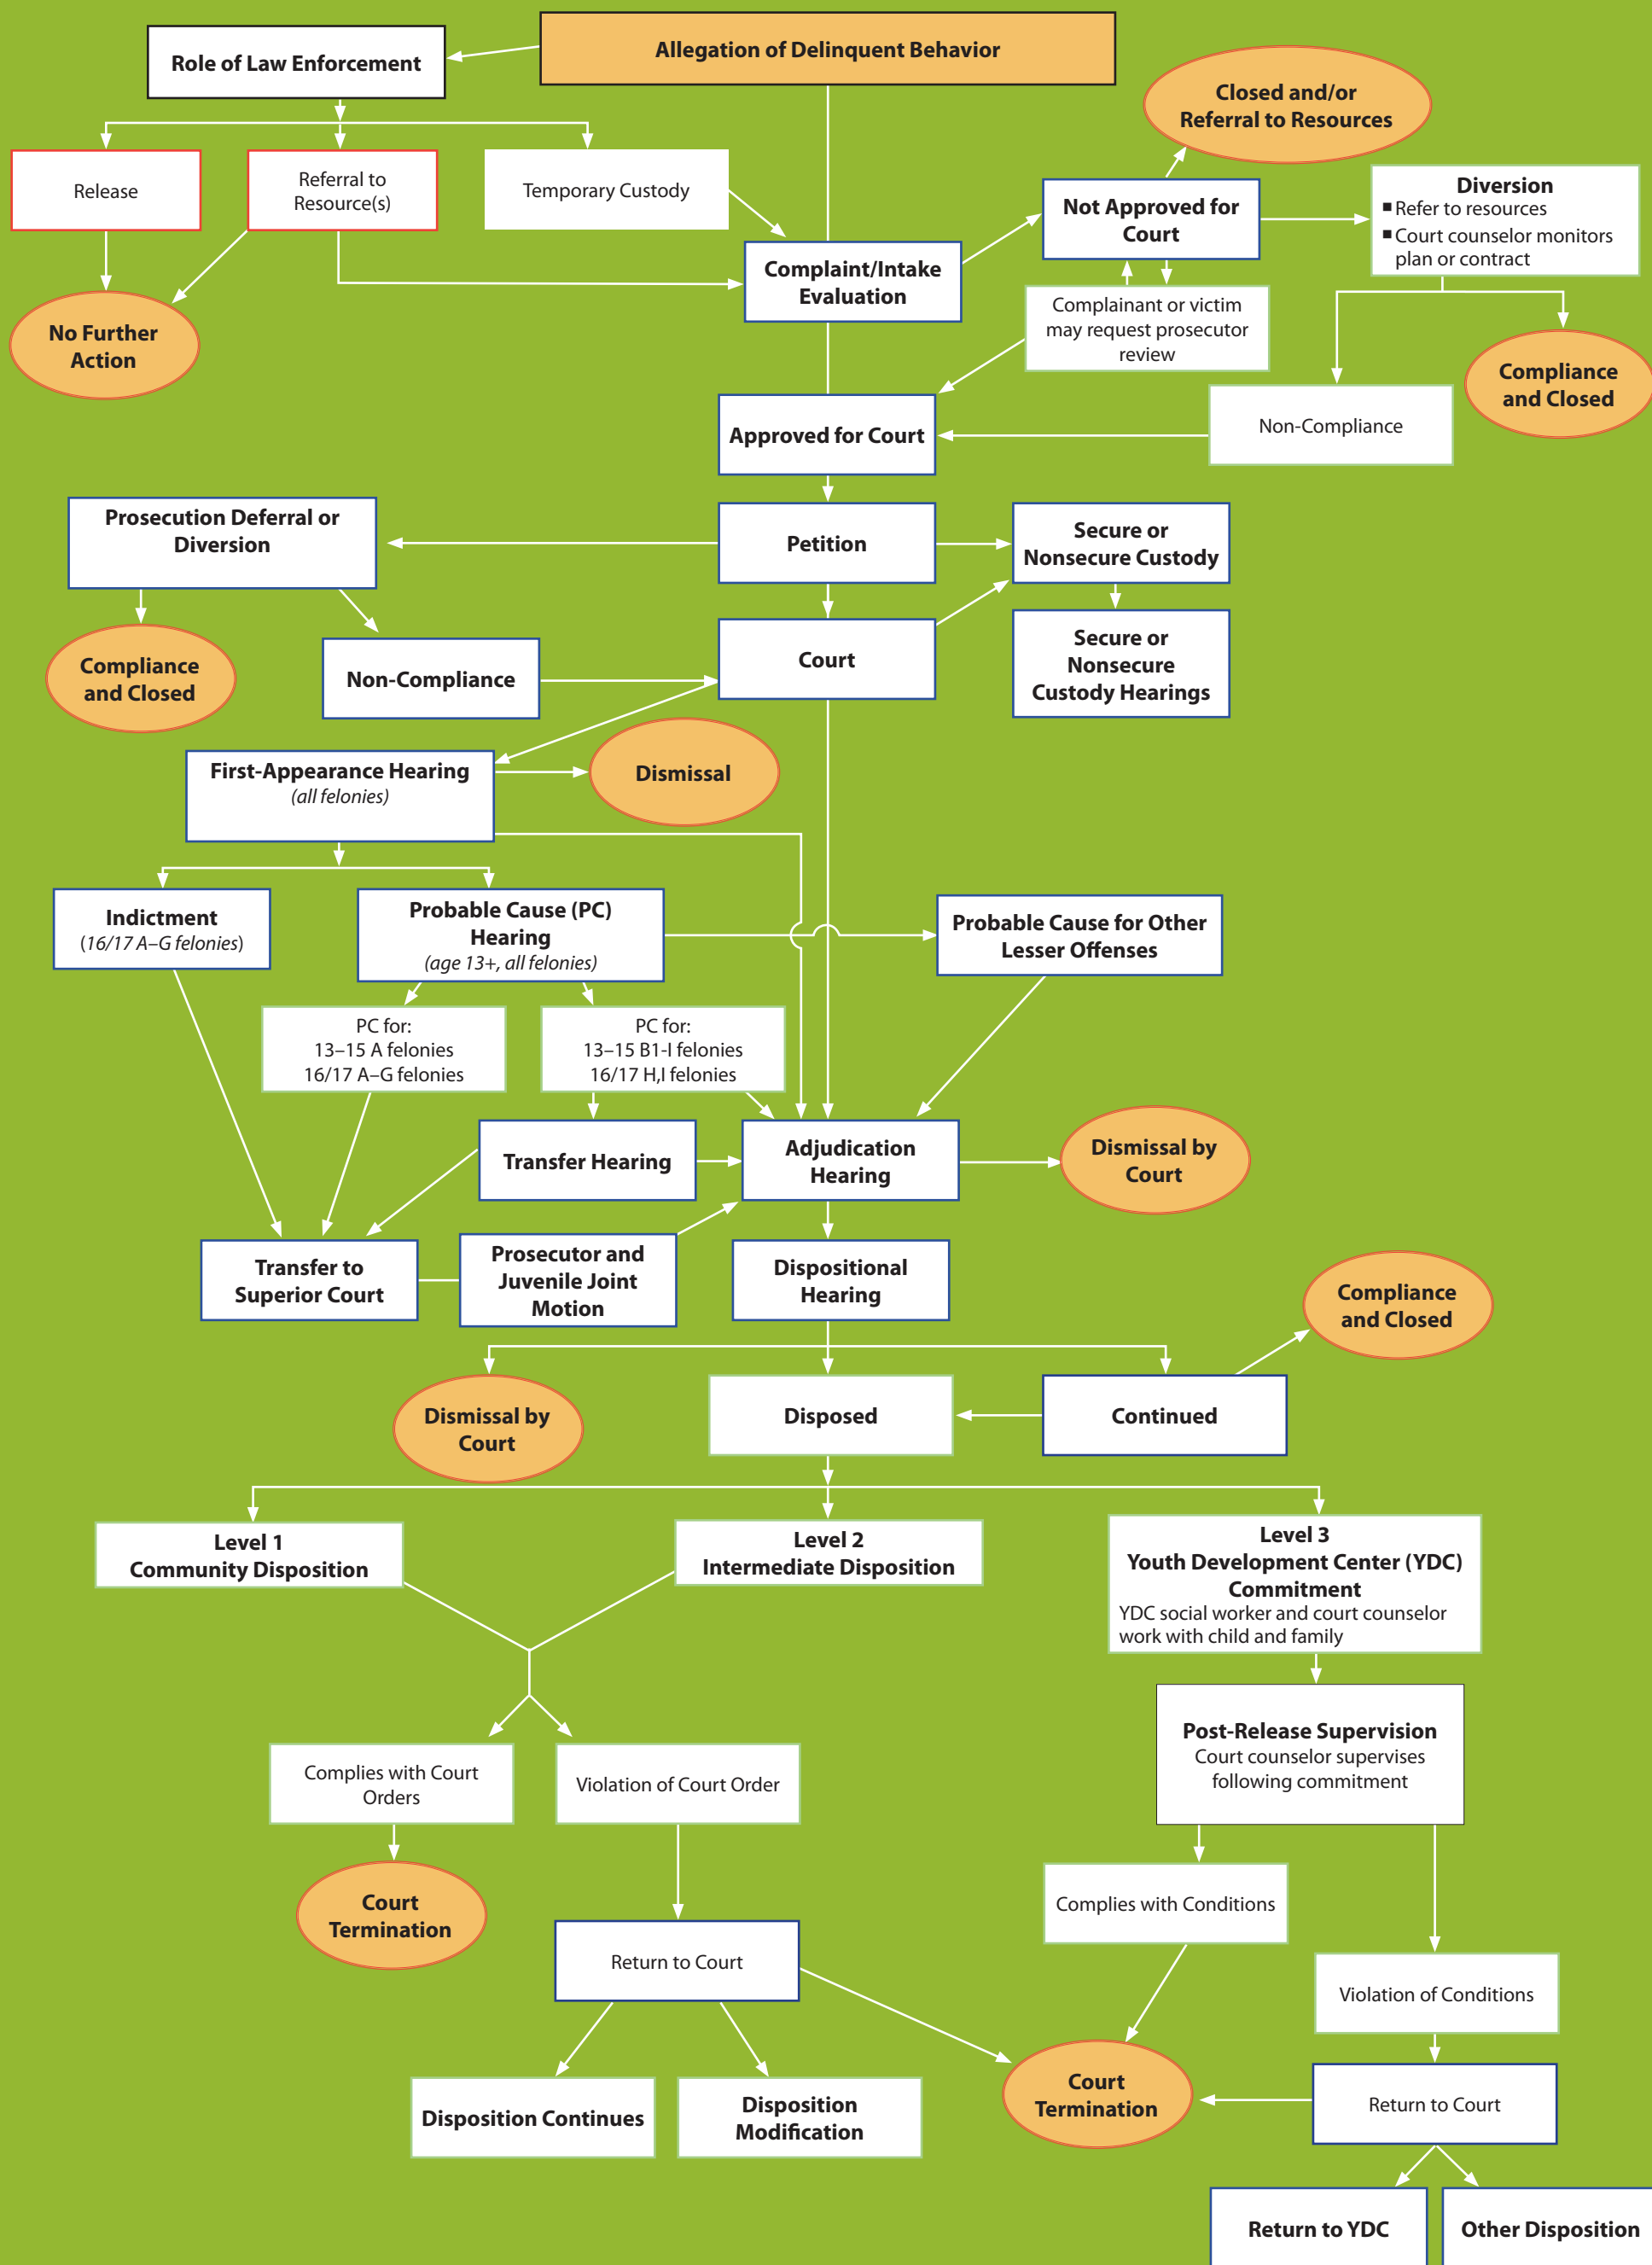 Allegation of Delinquent Behavior
Role of Law Enforcement
Closed and/or
Referral to Resources
Release
Referral to
Resource(s)
Temporary Custody
Not Approved for
Court
Diversion
■ Refer to resources
■ Court counselor monitors
plan or contract
Complaint/Intake
Evaluation
Complainant or victim
may request prosecutor
review
No Further
Action
Compliance
and Closed
Approved for Court
Non-Compliance
Prosecution Deferral or
Diversion
Petition
Secure or
Nonsecure Custody
Compliance
and Closed
Non-Compliance
Court
Secure or
Nonsecure
Custody Hearings
First-Appearance Hearing
(all felonies)
Dismissal
Indictment
(16/17 A–G felonies)
Probable Cause (PC)
Hearing
(age 13+, all felonies)
Probable Cause for Other
Lesser Offenses
PC for:
13–15 A felonies
16/17 A–G felonies
PC for:
13–15 B1-I felonies
16/17 H,I felonies
Transfer Hearing
Adjudication
Hearing
Dismissal by
Court
Transfer to
Superior Court
Prosecutor and
Juvenile Joint
Motion
Dispositional
Hearing
Compliance
and Closed
Dismissal by
Court
Disposed
Continued
Level 1
Community Disposition
Level 2
Intermediate Disposition
Level 3
Youth Development Center (YDC)
Commitment
YDC social worker and court counselor
work with child and family
Post-Release Supervision
Court counselor supervises
following commitment
Complies with Court
Orders
Violation of Court Order
Court
Termination
Complies with Conditions
Return to Court
Violation of Conditions
Disposition Continues
Disposition
Modification
Court
Termination
Return to Court
Return to YDC
Other Disposition